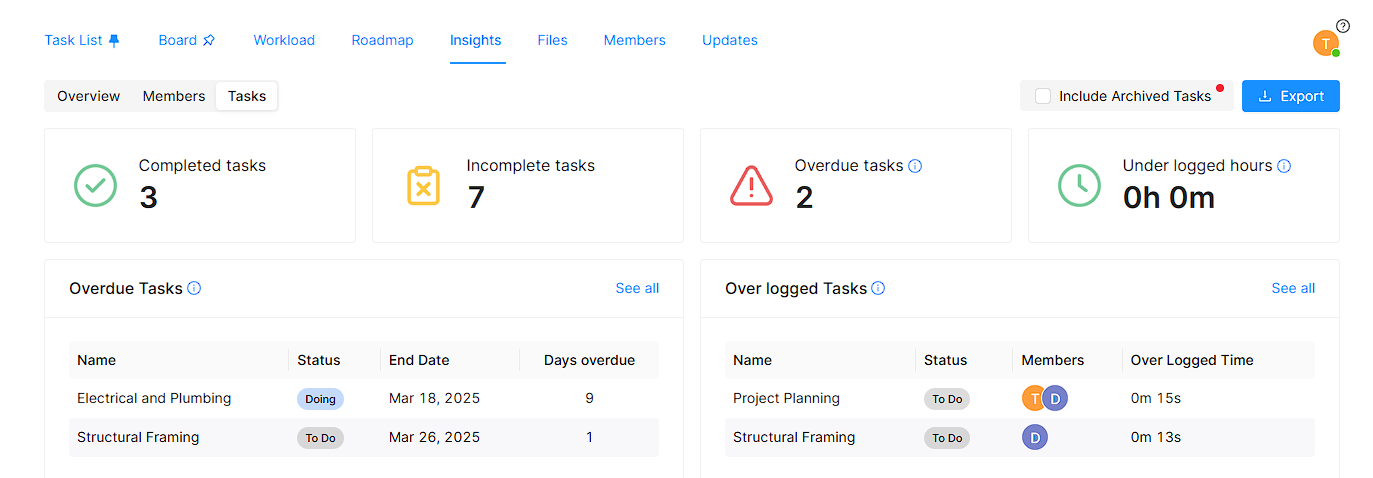 ?
Task List Board Workload Roadmap Insights Files Members Updates T
Overview Members Tasks Include Archived Tasks Export
Completed tasks Incomplete tasks Overdue tasks Under logged hours
3 7 2 0h 0m
Overdue Tasks See all
Name Status End Date Days overdue
Electrical and Plumbing Doing Mar 18, 2025 9
Structural Framing To Do Mar 26, 2025 1
Over logged Tasks See all
Name Status Members Over Logged Time
Project Planning To Do T D 0m 15s
Structural Framing To Do D 0m 13s